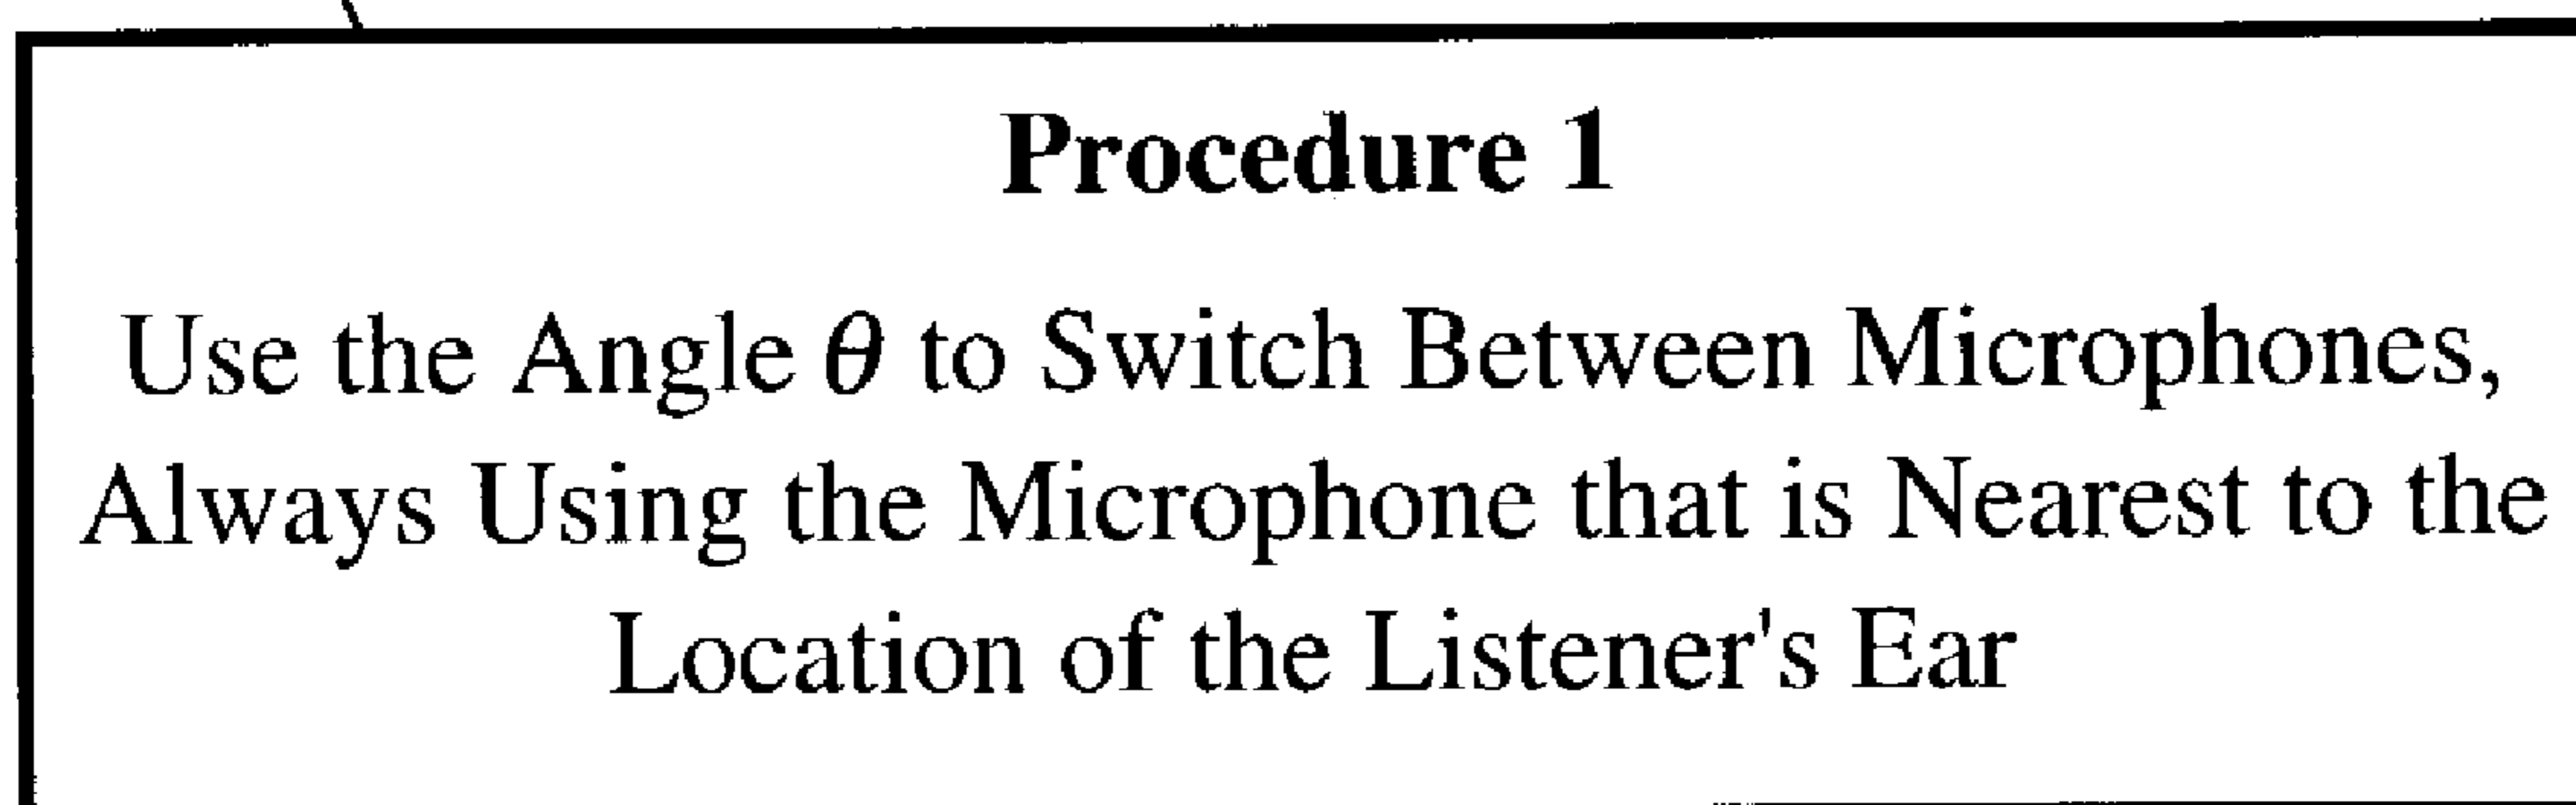 Procedure 1
Use the Angle θ to Switch Between Microphones,
Always Using the Microphone that is Nearest to the
Location of the Listener's Ear